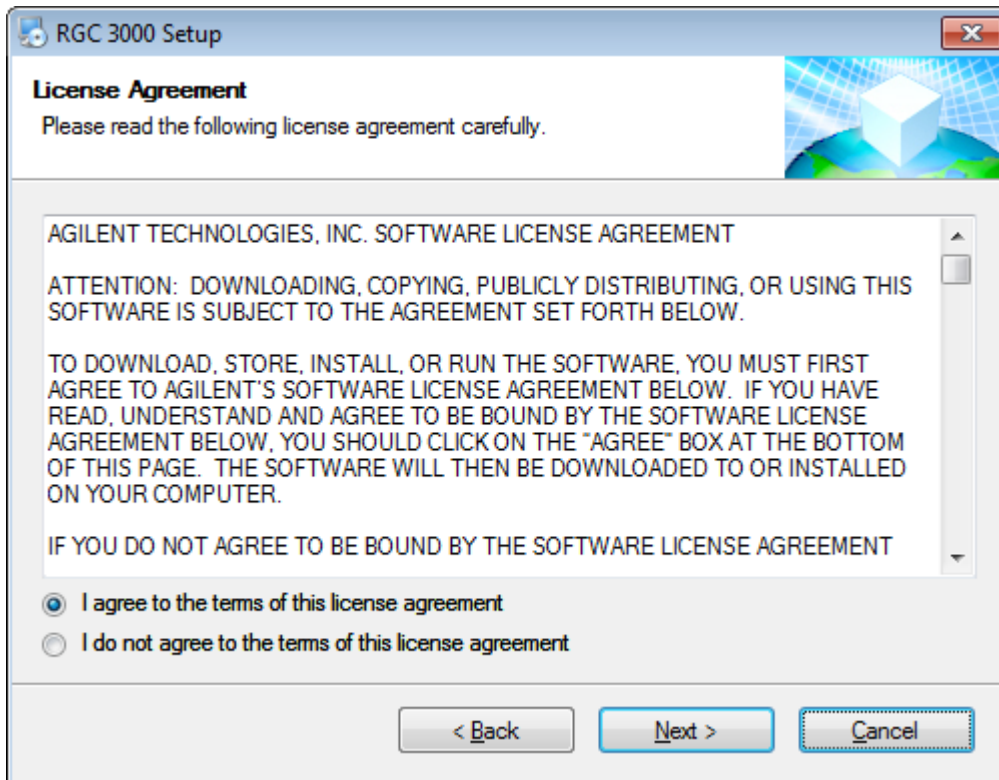 RGC 3000 Setup
License Agreement
Please read the following license agreement carefully.
AGILENT TECHNOLOGIES, INC. SOFTWARE LICENSE AGREEMENT
ATTENTION:  DOWNLOADING, COPYING, PUBLICLY DISTRIBUTING, OR USING THIS
SOFTWARE IS SUBJECT TO THE AGREEMENT SET FORTH BELOW.
TO DOWNLOAD, STORE, INSTALL, OR RUN THE SOFTWARE, YOU MUST FIRST
AGREE TO AGILENT'S SOFTWARE LICENSE AGREEMENT BELOW.  IF YOU HAVE
READ, UNDERSTAND AND AGREE TO BE BOUND BY THE SOFTWARE LICENSE
AGREEMENT BELOW, YOU SHOULD CLICK ON THE "AGREE" BOX AT THE BOTTOM
OF THIS PAGE.  THE SOFTWARE WILL THEN BE DOWNLOADED TO OR INSTALLED
ON YOUR COMPUTER.
IF YOU DO NOT AGREE TO BE BOUND BY THE SOFTWARE LICENSE AGREEMENT
I agree to the terms of this license agreement
I do not agree to the terms of this license agreement
< Back
Next >
Cancel